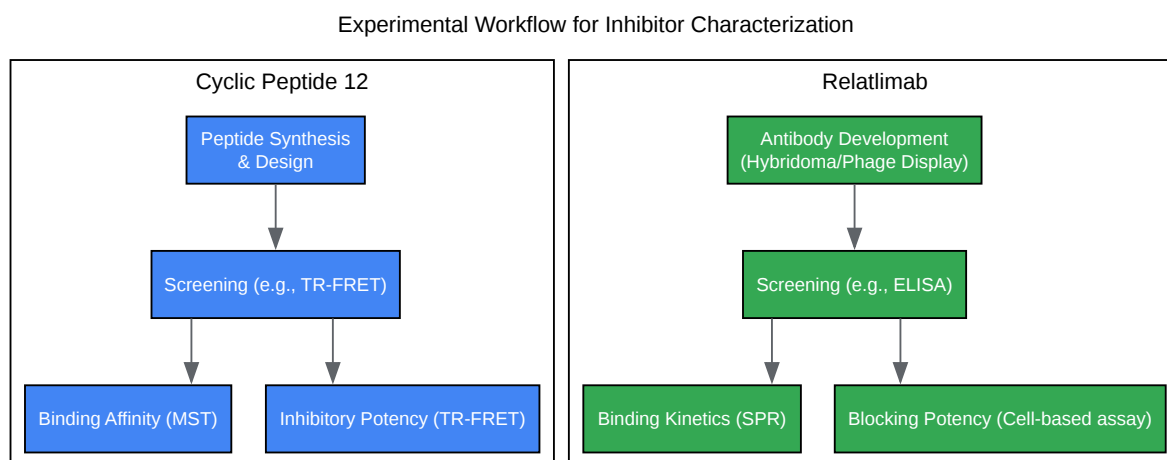 Experimental Workflow for Inhibitor Characterization
Cyclic Peptide 12
Peptide Synthesis
& Design
Screening (e.g., TR-FRET)
Binding Affinity (MST)
Inhibitory Potency (TR-FRET)
Relatlimab
Antibody Development
(Hybridoma/Phage Display)
Screening (e.g., ELISA)
Binding Kinetics (SPR)
Blocking Potency (Cell-based assay)